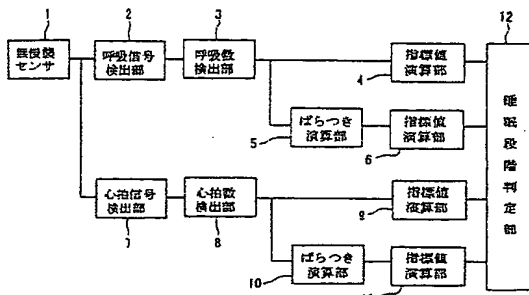 1
2
3
12
無侵襲
センサ
呼吸信号
検出部
呼吸数
検出部
指標値
演算部
4
ばらつき
演算部
5
指標値
演算部
6
睡眠段階判定部
心拍信号
検出部
7
心拍数
検出部
8
指標値
演算部
9
ばらつき
演算部
10
指標値
演算部